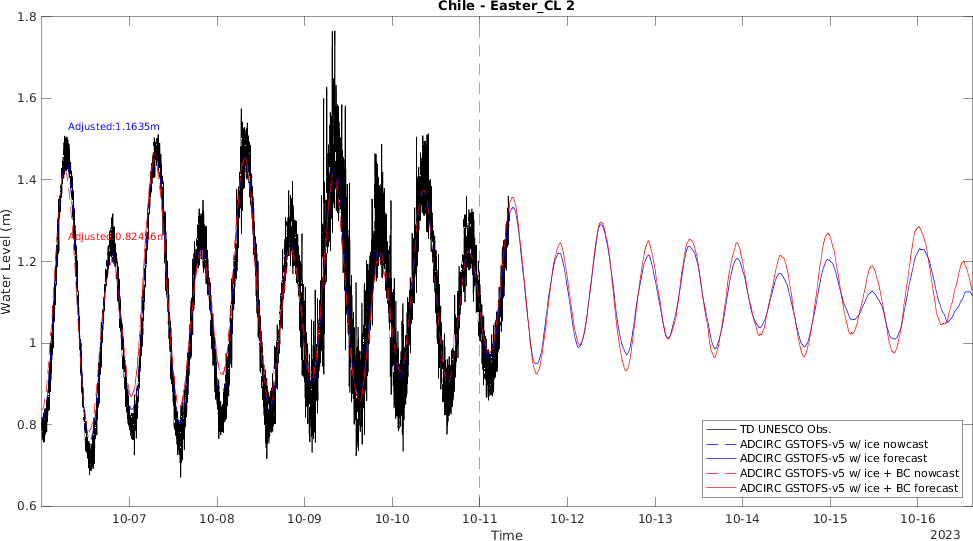 Chile - Easter_CL 2
1.8
1.6
1.4
1.2
1
0.8
0.6
Water Level (m)
Adjusted:1.1635m
10-07
10-08
10-09
10-10
10-11
10-12
10-13
10-14
10-15
10-16
2023
Time
TD UNESCO Obs.
ADCIRC GSTOFS-v5 w/ ice nowcast
ADCIRC GSTOFS-v5 w/ ice forecast
ADCIRC GSTOFS-v5 w/ ice + BC nowcast
ADCIRC GSTOFS-v5 w/ ice + BC forecast